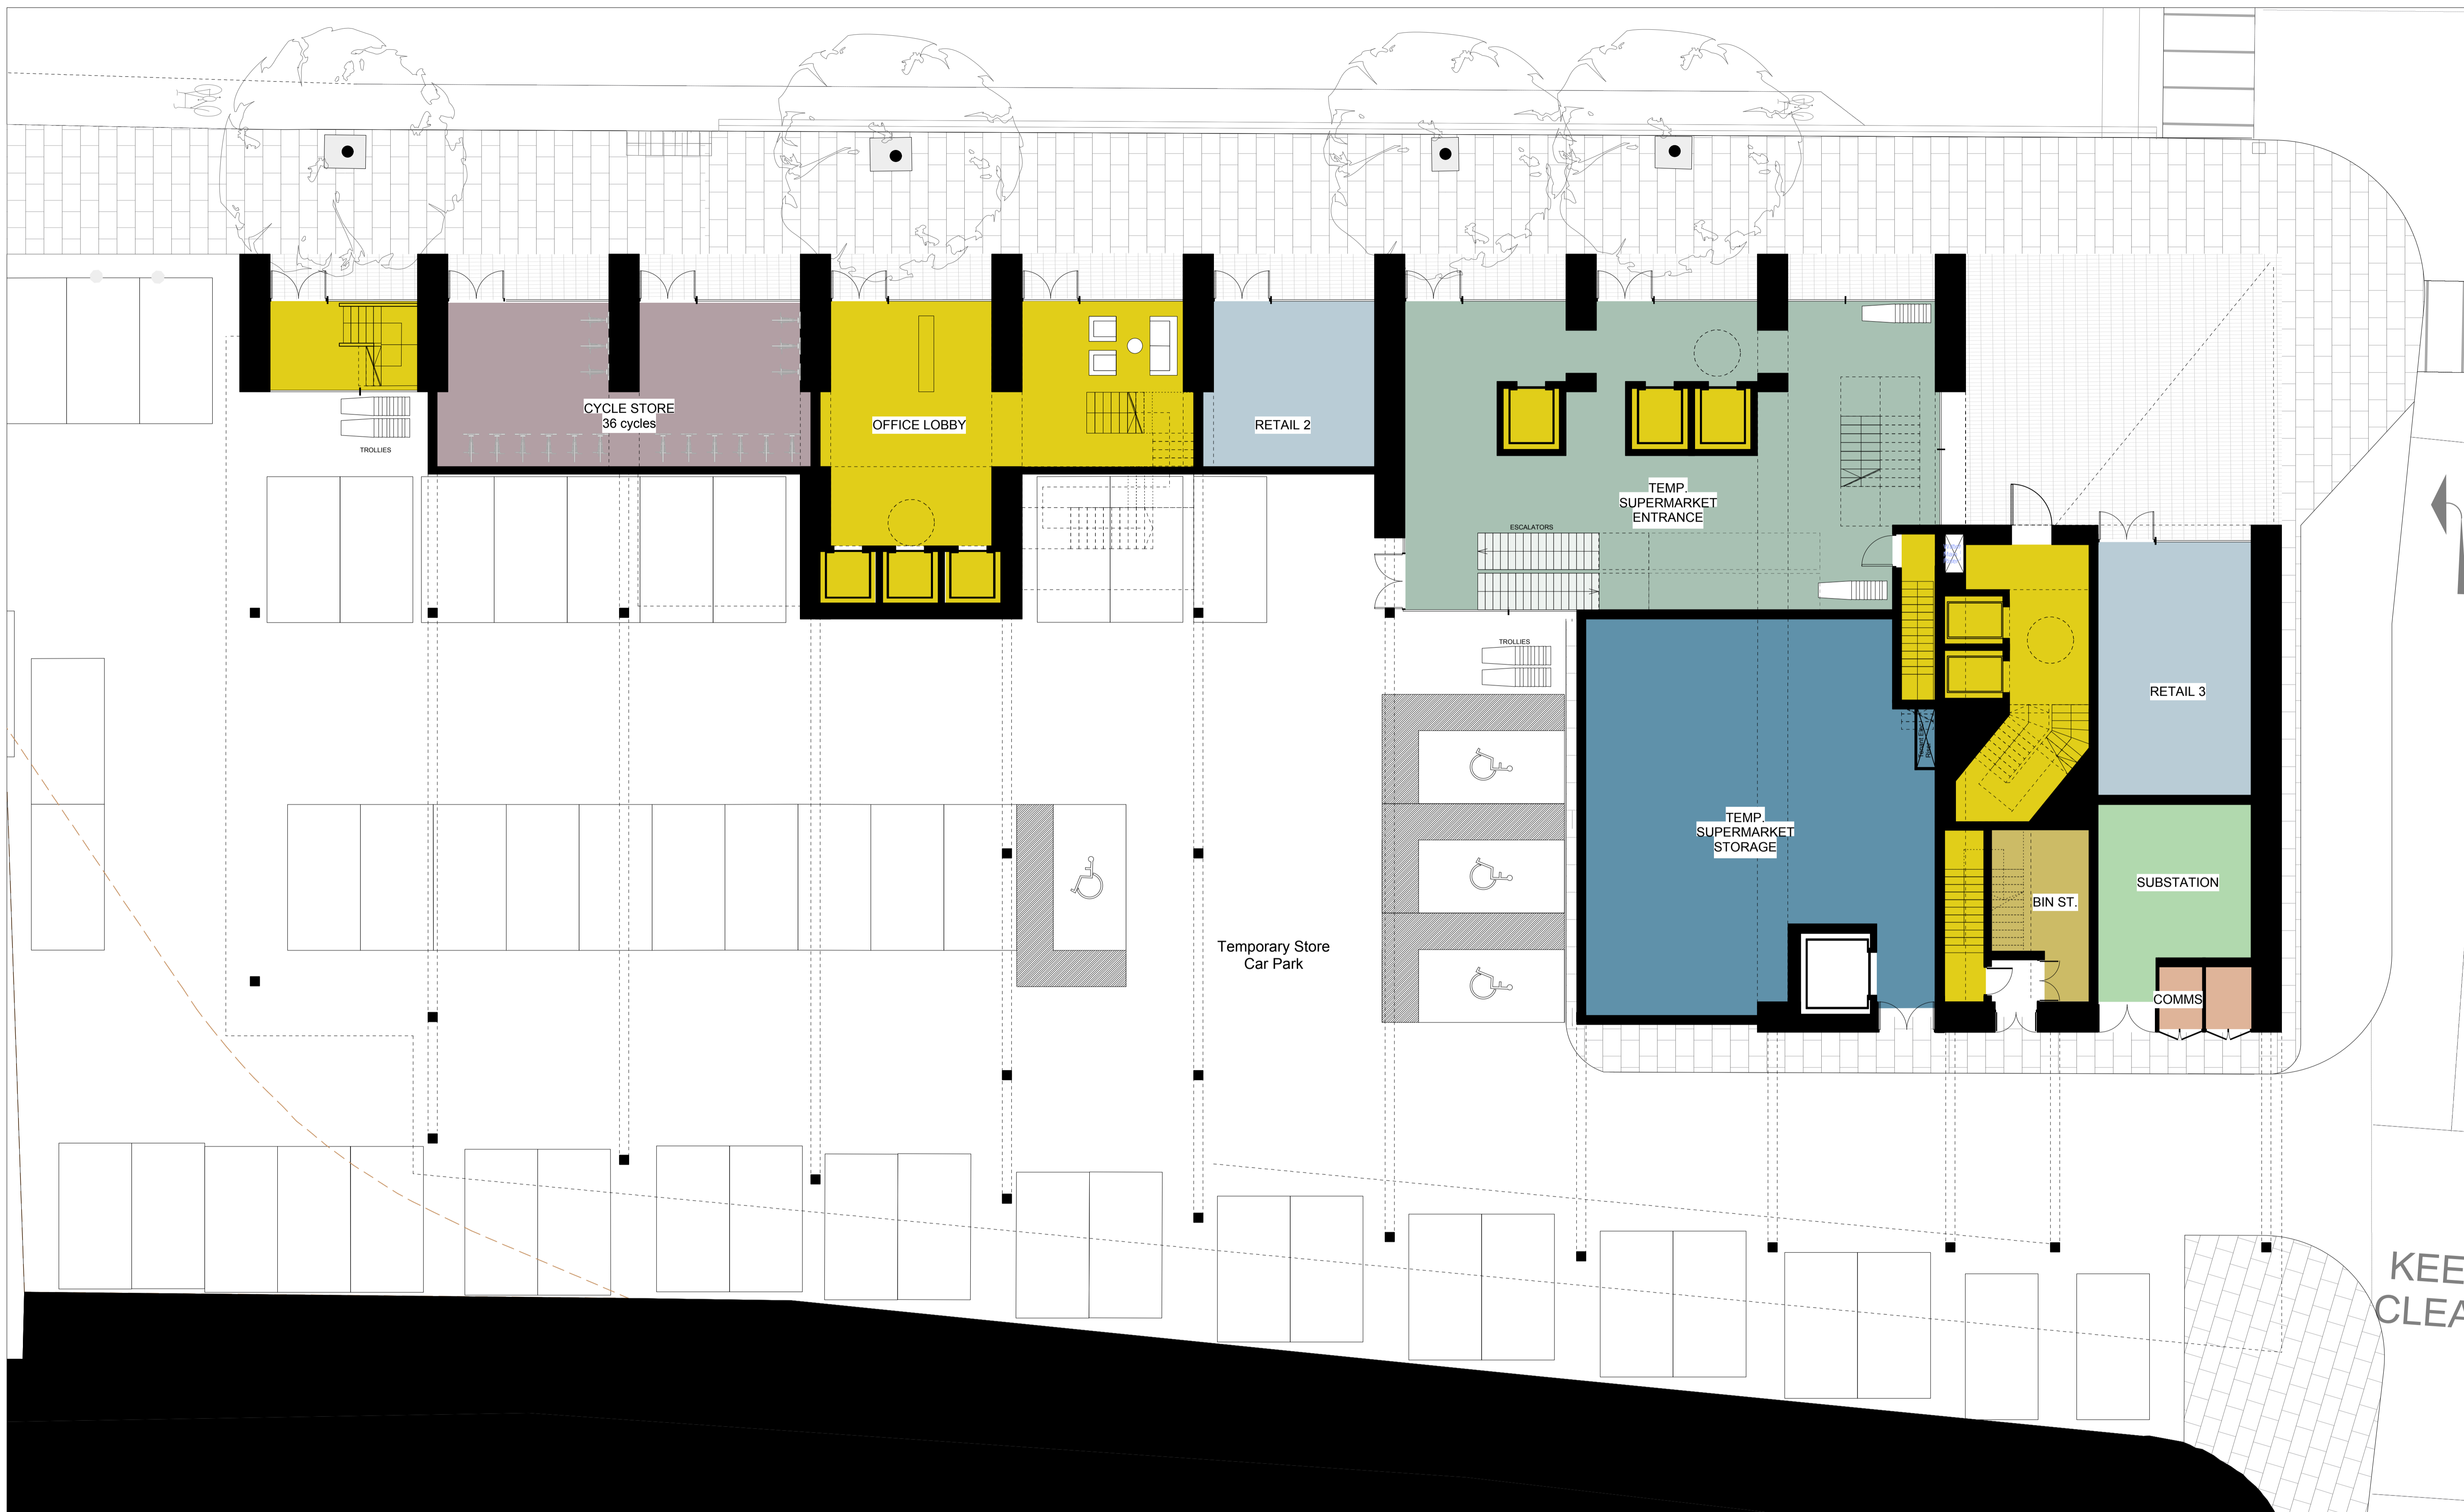 CYCLE STORE
36 cycles
TROLLIES
OFFICE LOBBY
RETAIL 2
TEMP.
SUPERMARKET
ENTRANCE
ESCALATORS
TROLLIES
RETAIL 3
TEMP.
SUPERMARKET
STORAGE
SUBSTATION
BIN ST.
Temporary Store
Car Park
COMMS
KEE
CLEA